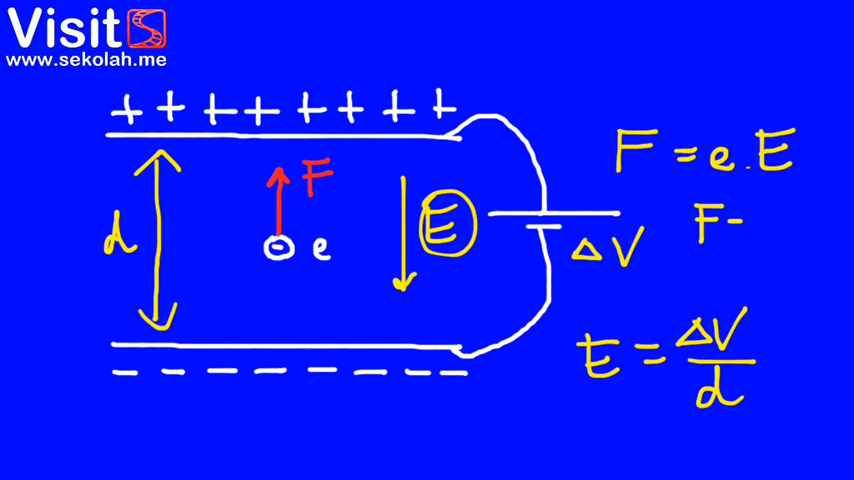 Visit S
www.sekolah.me
+ + + + + + + +
F = e.E
F
d
E
F -
e
ΔV
E = ΔV/d